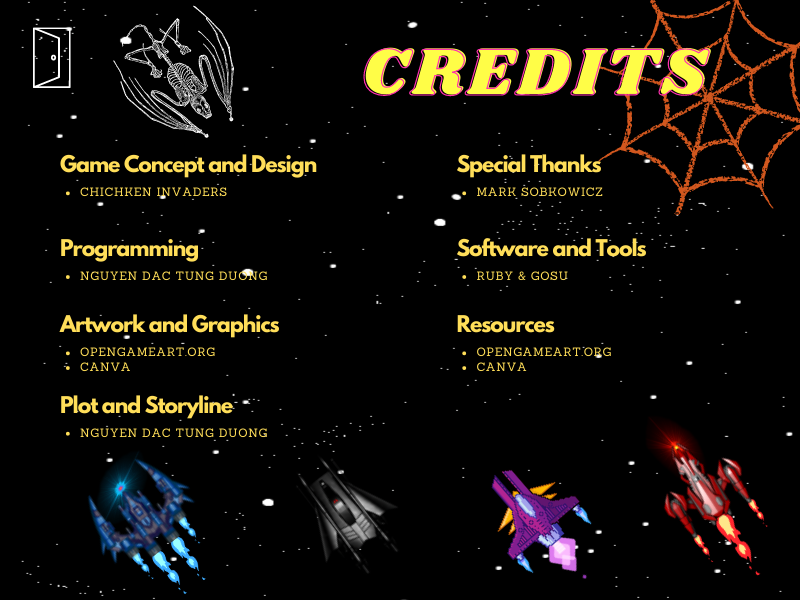 CREDITS
Game Concept and Design
CHICHKEN INVADERS
Programming
NGUYEN DAC TUNG DUONG
Artwork and Graphics
OPENGAMEART.ORG
CANVA
Plot and Storyline
NGUYEN DAC TUNG DUONG
Special Thanks
MARK SOBKOWICZ
Software and Tools
RUBY & GOSU
Resources
OPENGAMEART.ORG
CANVA